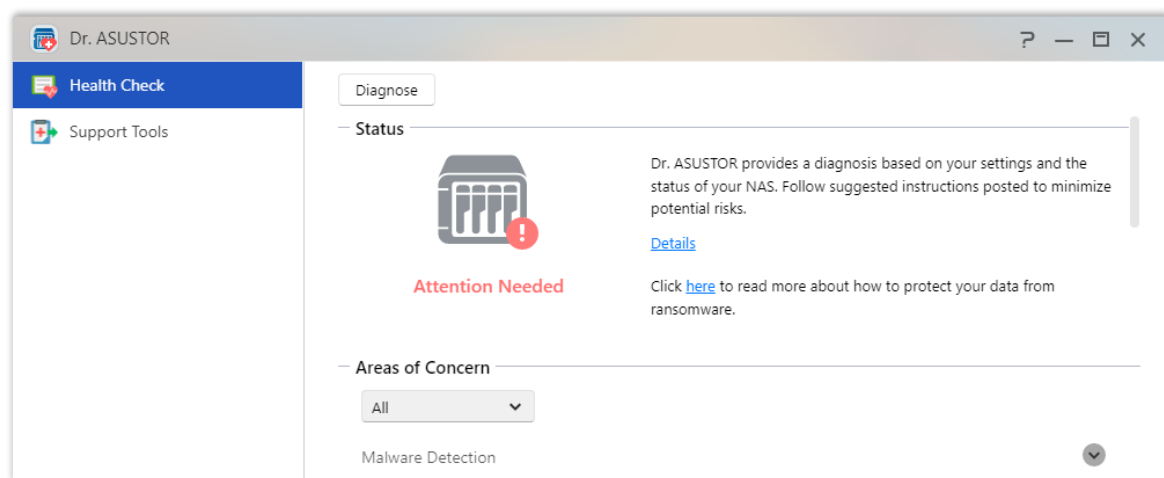 Dr. ASUSTOR
Health Check
Support Tools
Diagnose
Status
Attention Needed
Dr. ASUSTOR provides a diagnosis based on your settings and the
status of your NAS. Follow suggested instructions posted to minimize
potential risks.
Details
Click here to read more about how to protect your data from
ransomware.
Areas of Concern
All
Malware Detection